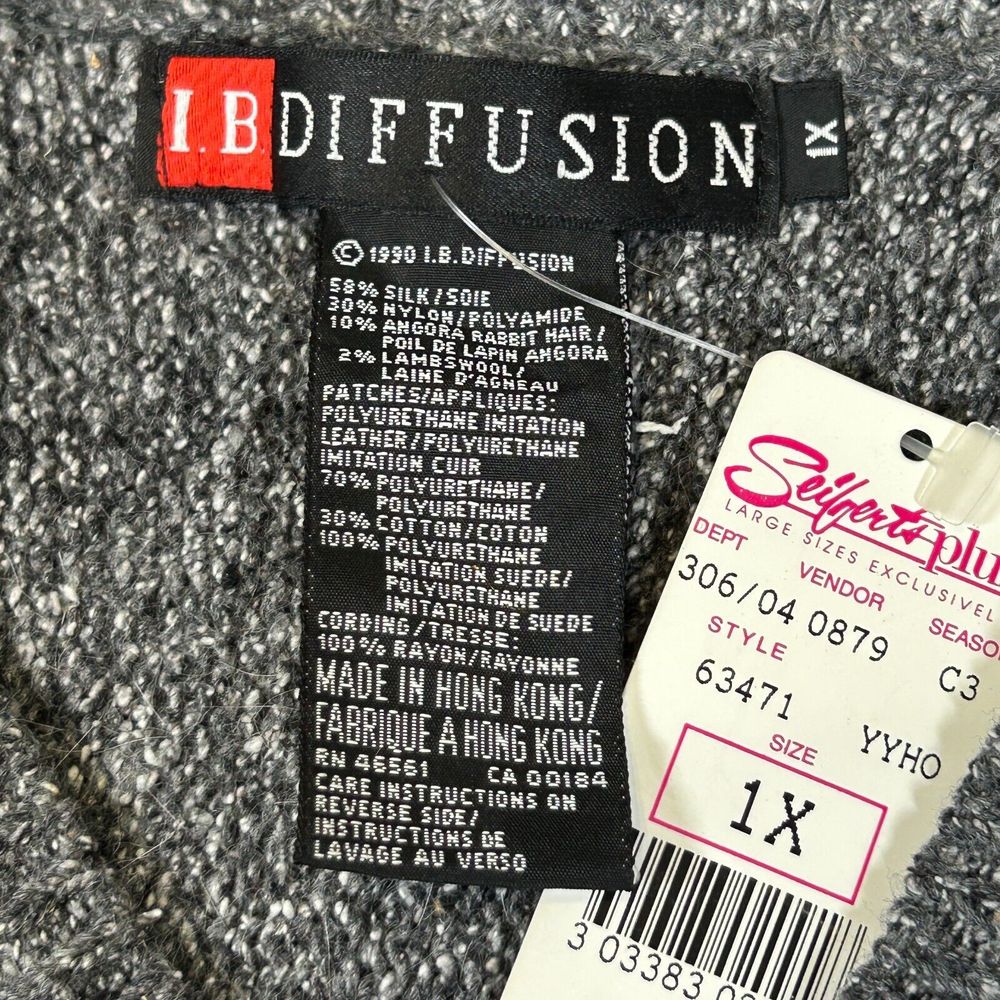 I.B.DIFFUSION
1X
© 1990 I.B.DIFFUSION
58% SILK/SOIE
30% NYLON/POLYAMIDE
10% ANGORA RABBIT HAIR/
POIL DE LAPIN ANGORA
2% LAMBSWOOL/
LAINE D'AGNEAU
PATCHES/APPLIQUES:
POLYURETHANE IMITATION
LEATHER/POLYURETHANE
IMITATION CUIR
70% POLYURETHANE/
POLYURETHANE
30% COTTON/COTON
100% POLYURETHANE
IMITATION SUEDE/
POLYURETHANE
IMITATION DE SUEDE
CORDING/TRESSE:
100% RAYON/RAYONNE
MADE IN HONG KONG/
FABRIQUE A HONG KONG
RN 46561 CA 00184
CARE INSTRUCTIONS ON
REVERSE SIDE/
INSTRUCTIONS DE
LAVAGE AU VERSO
Seifert's plu
LARGE SIZES EXCLUSIVEL
DEPT VENDOR SEASO
306/04 0879 C3
STYLE
63471 YYHO
SIZE
1X
3 03383